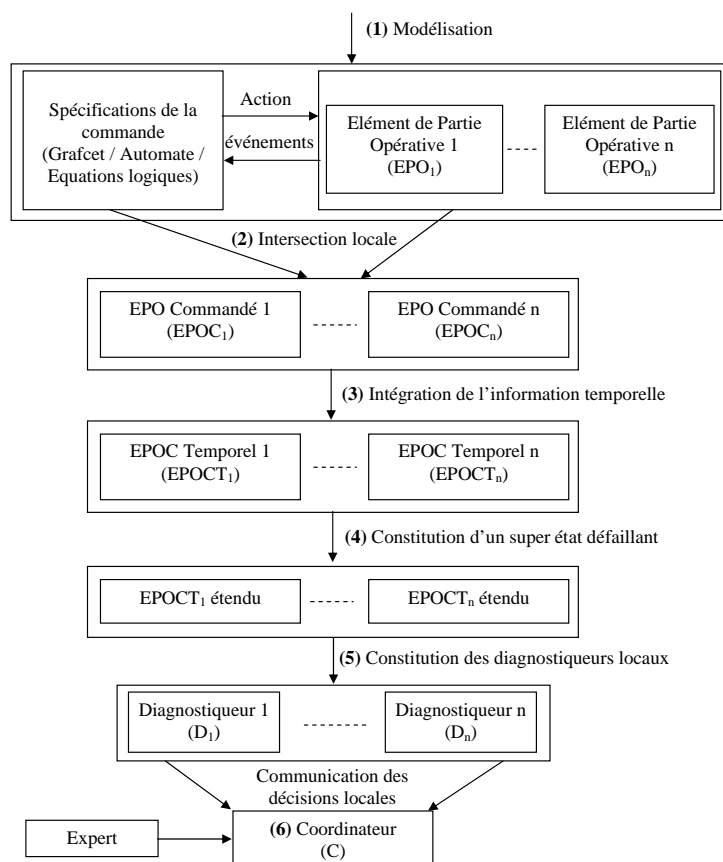 (1) Modélisation
Spécifications de la
commande
(Grafcet / Automate /
Equations logiques)
Action
événements
Elément de Partie
Opérative 1
(EPO₁)
Elément de Partie
Opérative n
(EPOₙ)
(2) Intersection locale
EPO Commandé 1
(EPOC₁)
EPO Commandé n
(EPOCₙ)
(3) Intégration de l’information temporelle
EPOC Temporel 1
(EPOCT₁)
EPOC Temporel n
(EPOCTₙ)
(4) Constitution d’un super état défaillant
EPOCT₁ étendu
EPOCTₙ étendu
(5) Constitution des diagnostiqueurs locaux
Diagnostiqueur 1
(D₁)
Diagnostiqueur n
(Dₙ)
Communication des
décisions locales
Expert
(6) Coordinateur
(C)